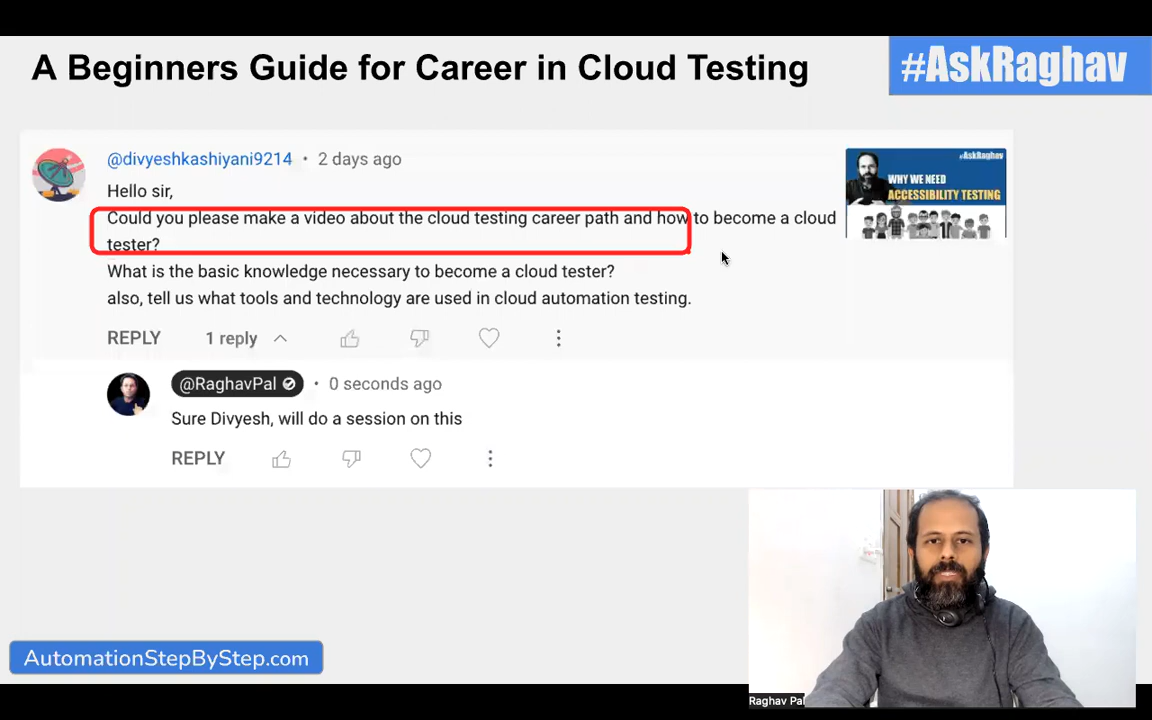 A Beginners Guide for Career in Cloud Testing
#AskRaghav
@divyeshkashiyani9214 • 2 days ago
Hello sir,
Could you please make a video about the cloud testing career path and how to become a cloud
tester?
What is the basic knowledge necessary to become a cloud tester?
also, tell us what tools and technology are used in cloud automation testing.
REPLY 1 reply
#AskRaghav
WHY WE NEED
ACCESSIBILITY TESTING
@RaghavPal • 0 seconds ago
Sure Divyesh, will do a session on this
REPLY
AutomationStepByStep.com
Raghav Pal